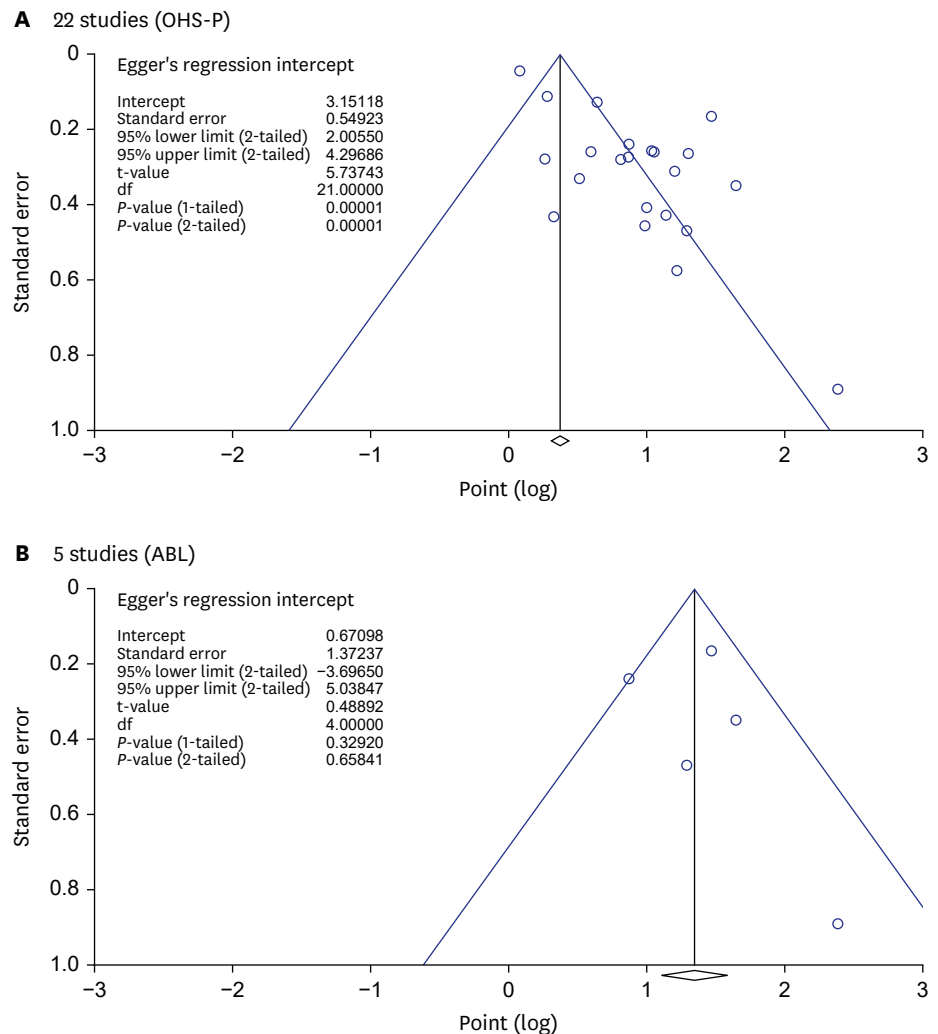 A 22 studies (OHS-P)
Egger's regression intercept
Intercept 3.15118
Standard error 0.54923
95% lower limit (2-tailed) 2.00550
95% upper limit (2-tailed) 4.29686
t-value 5.73743
df 21.00000
P-value (1-tailed) 0.00001
P-value (2-tailed) 0.00001
Standard error
0
0.2
0.4
0.6
0.8
1.0
−3 −2 −1 0 1 2 3
Point (log)
B 5 studies (ABL)
Egger's regression intercept
Intercept 0.67098
Standard error 1.37237
95% lower limit (2-tailed) −3.69650
95% upper limit (2-tailed) 5.03847
t-value 0.48892
df 4.00000
P-value (1-tailed) 0.32920
P-value (2-tailed) 0.65841
Standard error
0
0.2
0.4
0.6
0.8
1.0
−3 −2 −1 0 1 2 3
Point (log)